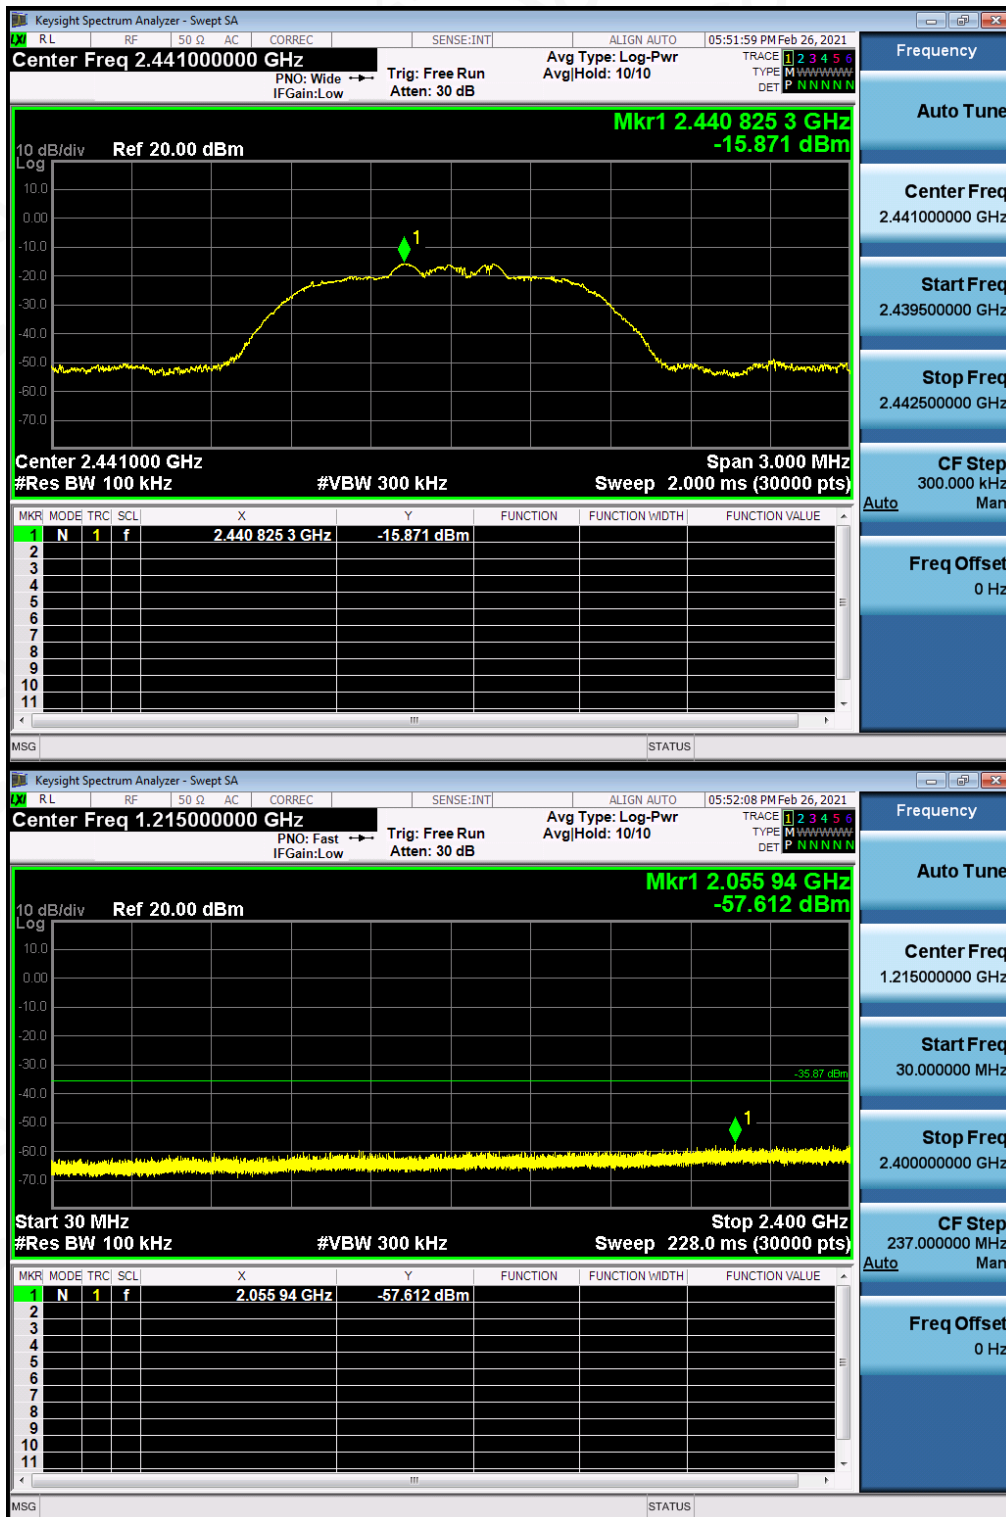 Keysight Spectrum Analyzer - Swept SA
LXI RL RF 50 Ω AC CORREC SENSE:INT ALIGN AUTO 05:51:59 PM Feb 26, 2021
Center Freq 2.441000000 GHz
PNO: Wide
IFGain:Low
Trig: Free Run
Atten: 30 dB
Avg Type: Log-Pwr
Avg|Hold: 10/10
TRACE 1 2 3 4 5 6
TYPE M WWWWW
DET P N N N N N
Mkr1 2.440 825 3 GHz
-15.871 dBm
10 dB/div Ref 20.00 dBm
Log
10.0
0.00
1
-10.0
-20.0
-30.0
-40.0
-50.0
-60.0
-70.0
Center 2.441000 GHz Span 3.000 MHz
#Res BW 100 kHz #VBW 300 kHz Sweep 2.000 ms (30000 pts)
MKR MODE TRC SCL X Y FUNCTION FUNCTION WIDTH FUNCTION VALUE
1 N 1 f 2.440 825 3 GHz -15.871 dBm
2
3
4
5
6
7
8
9
10
11
MSG STATUS
Frequency
Auto Tune
Center Freq
2.441000000 GHz
Start Freq
2.439500000 GHz
Stop Freq
2.442500000 GHz
CF Step
300.000 kHz
Auto Man
Freq Offset
0 Hz
Keysight Spectrum Analyzer - Swept SA
LXI RL RF 50 Ω AC CORREC SENSE:INT ALIGN AUTO 05:52:08 PM Feb 26, 2021
Center Freq 1.215000000 GHz
PNO: Fast
IFGain:Low
Trig: Free Run
Atten: 30 dB
Avg Type: Log-Pwr
Avg|Hold: 10/10
TRACE 1 2 3 4 5 6
TYPE M WWWWW
DET P N N N N N
Mkr1 2.055 94 GHz
-57.612 dBm
10 dB/div Ref 20.00 dBm
Log
10.0
0.00
-10.0
-20.0
-30.0
-35.87 dBm
-40.0
-50.0
1
-60.0
-70.0
Start 30 MHz Stop 2.400 GHz
#Res BW 100 kHz #VBW 300 kHz Sweep 228.0 ms (30000 pts)
MKR MODE TRC SCL X Y FUNCTION FUNCTION WIDTH FUNCTION VALUE
1 N 1 f 2.055 94 GHz -57.612 dBm
2
3
4
5
6
7
8
9
10
11
MSG STATUS
Frequency
Auto Tune
Center Freq
1.215000000 GHz
Start Freq
30.000000 MHz
Stop Freq
2.400000000 GHz
CF Step
237.000000 MHz
Auto Man
Freq Offset
0 Hz